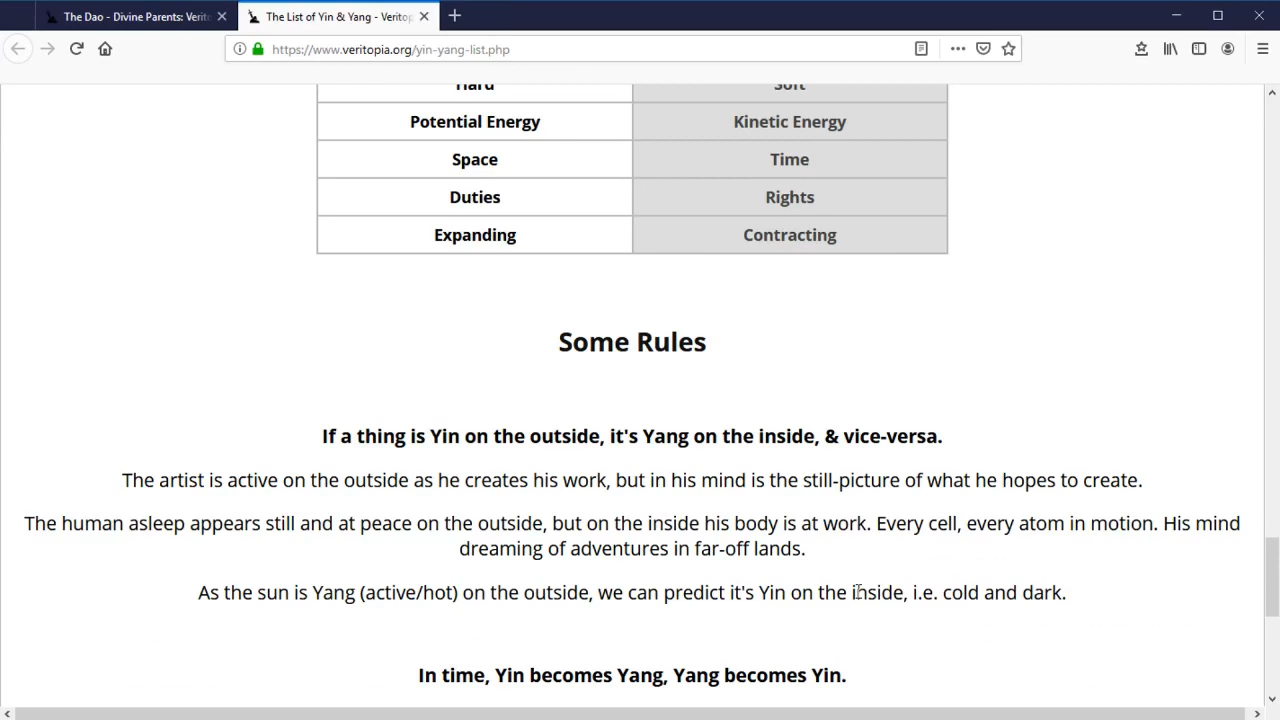 The Dao - Divine Parents: Verito
The List of Yin & Yang - Veritop
https://www.veritopia.org/yin-yang-list.php
Hard Soft
Potential Energy Kinetic Energy
Space Time
Duties Rights
Expanding Contracting
Some Rules
If a thing is Yin on the outside, it's Yang on the inside, & vice-versa.
The artist is active on the outside as he creates his work, but in his mind is the still-picture of what he hopes to create.
The human asleep appears still and at peace on the outside, but on the inside his body is at work. Every cell, every atom in motion. His mind
dreaming of adventures in far-off lands.
As the sun is Yang (active/hot) on the outside, we can predict it's Yin on the inside, i.e. cold and dark.
In time, Yin becomes Yang, Yang becomes Yin.